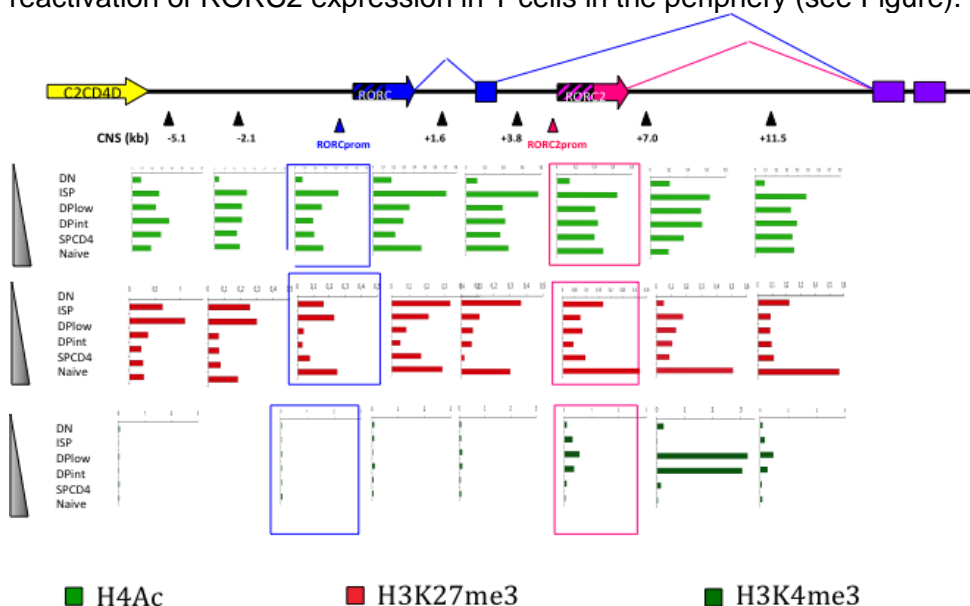 reactivation of RORC2 expression in T cells in the periphery (see Figure).
C2CD4D
RORC
RORC2
CNS (kb) -5.1 -2.1 RORCprom +1.6 +3.8 RORC2prom +7.0 +11.5
DN
ISP
DPlow
DPint
SPCD4
Naive
DN
ISP
DPlow
DPint
SPCD4
Naive
DN
ISP
DPlow
DPint
SPCD4
Naive
H4Ac H3K27me3 H3K4me3